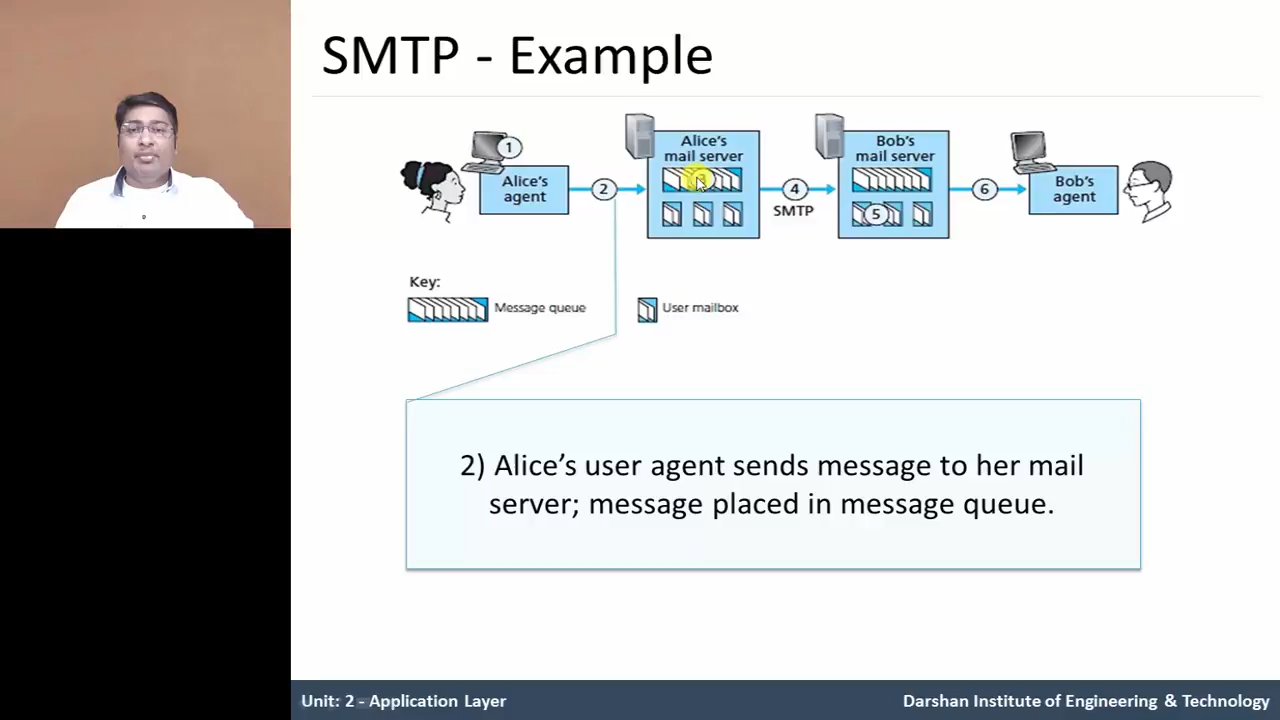 SMTP - Example
1
Alice's
mail server
Bob's
mail server
Alice's
agent
2
4
SMTP
5
6
Bob's
agent
Key:
Message queue
User mailbox
2) Alice’s user agent sends message to her mail
server; message placed in message queue.
Unit: 2 - Application Layer
Darshan Institute of Engineering & Technology